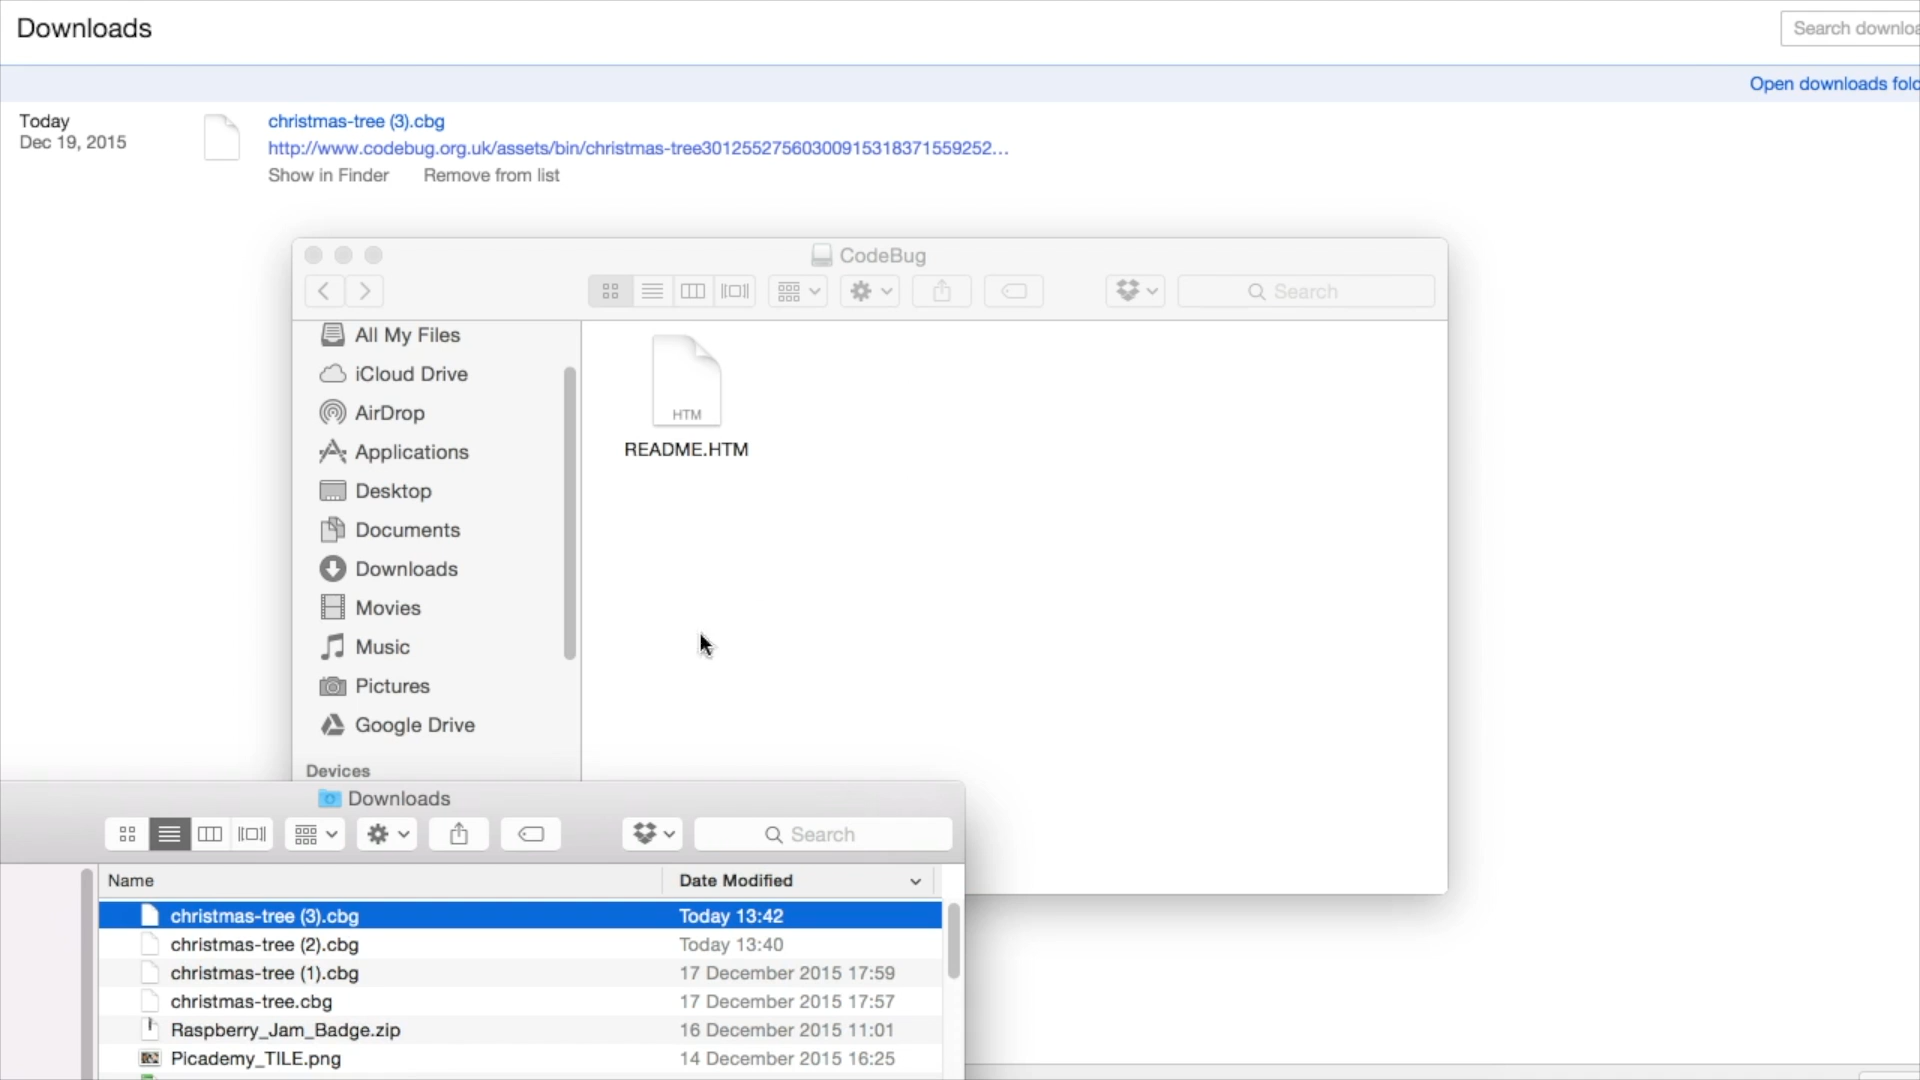 Downloads
Search downloa
Open downloads fold
Today
Dec 19, 2015
christmas-tree (3).cbg
http://www.codebug.org.uk/assets/bin/christmas-tree30125527560300915318371559252…
Show in Finder Remove from list
CodeBug
Search
All My Files
iCloud Drive
AirDrop
Applications
Desktop
Documents
Downloads
Movies
Music
Pictures
Google Drive
Devices
HTM
README.HTM
Downloads
Search
Name Date Modified
christmas-tree (3).cbg Today 13:42
christmas-tree (2).cbg Today 13:40
christmas-tree (1).cbg 17 December 2015 17:59
christmas-tree.cbg 17 December 2015 17:57
Raspberry_Jam_Badge.zip 16 December 2015 11:01
Picademy_TILE.png 14 December 2015 16:25